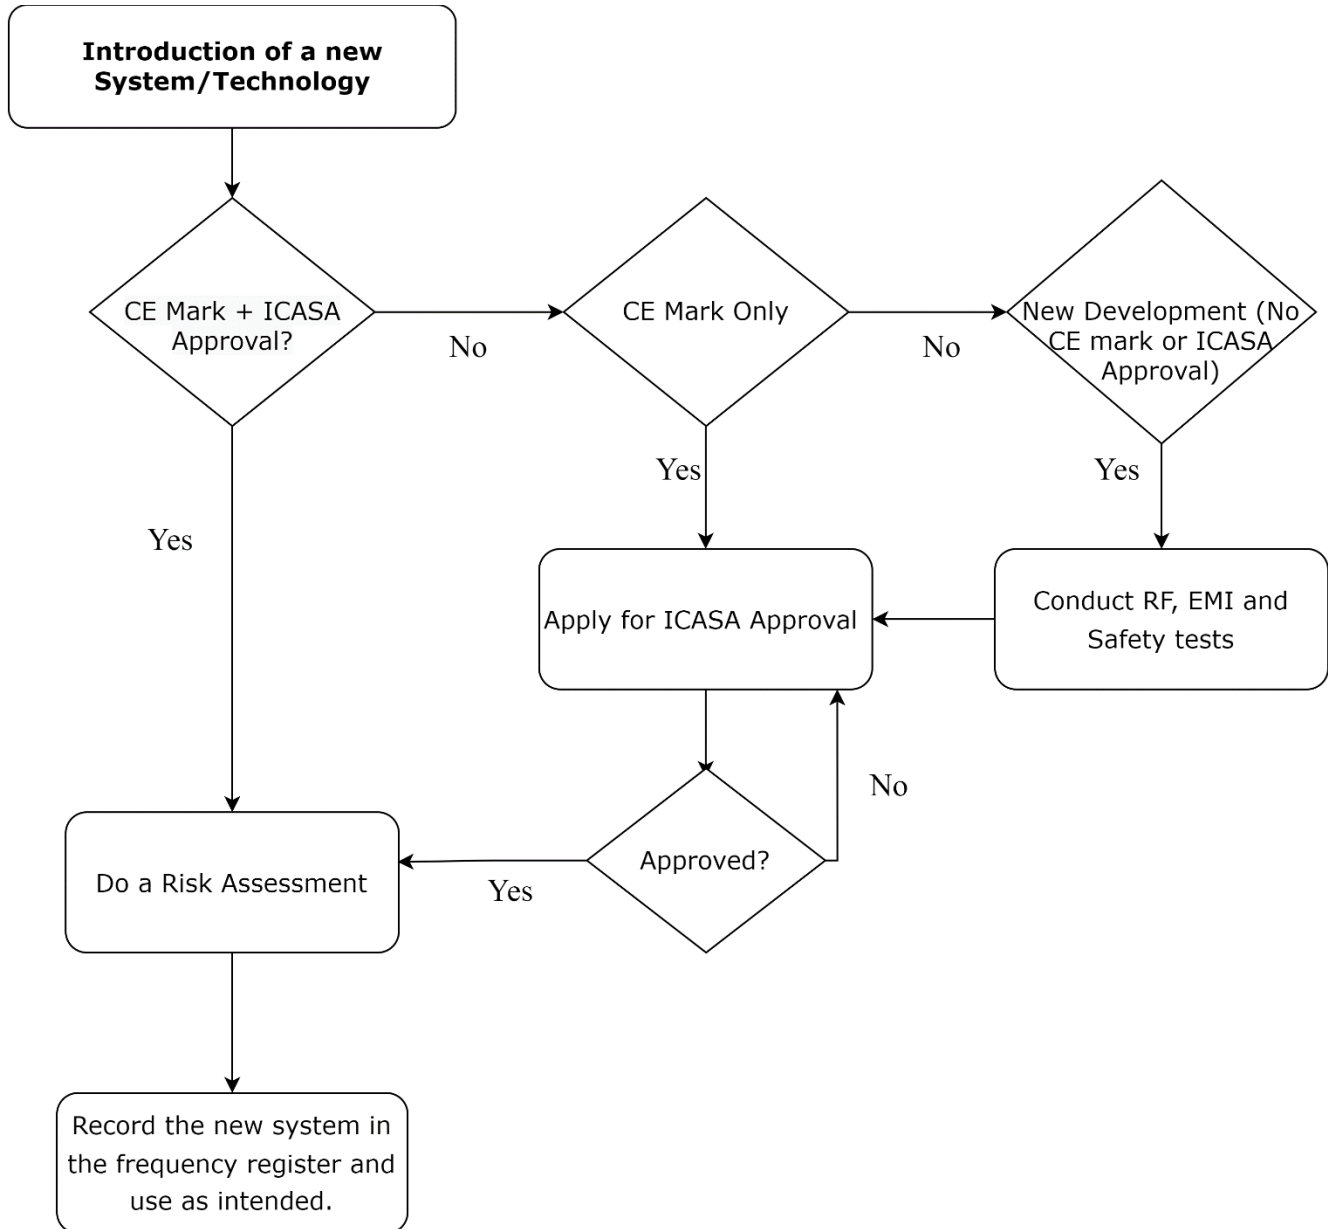 Introduction of a new
System/Technology
CE Mark + ICASA
Approval?
No
CE Mark Only
No
New Development (No
CE mark or ICASA
Approval)
Yes
Yes
Yes
Apply for ICASA Approval
Conduct RF, EMI and
Safety tests
No
Approved?
Yes
Do a Risk Assessment
Record the new system in
the frequency register and
use as intended.